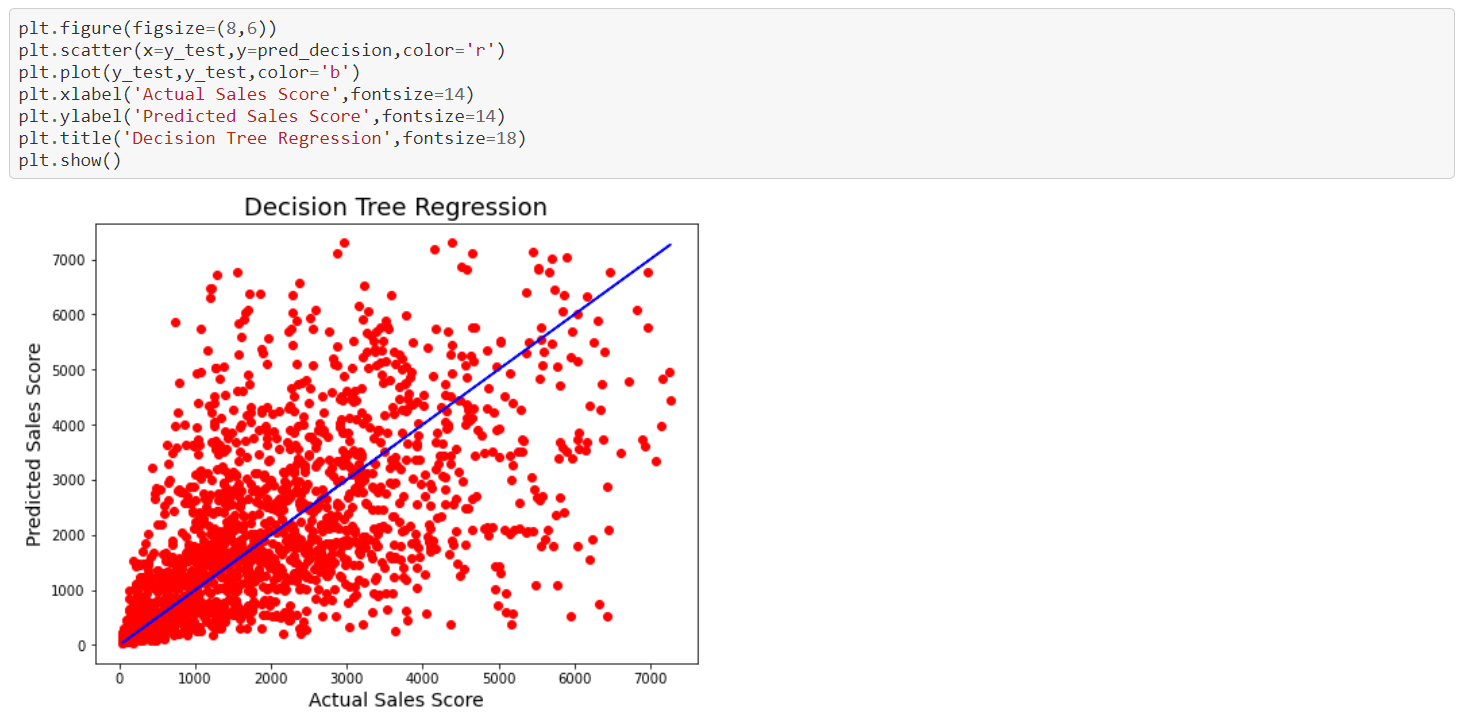 plt.figure(figsize=(8,6))
plt.scatter(x=y_test,y=pred_decision,color='r')
plt.plot(y_test,y_test,color='b')
plt.xlabel('Actual Sales Score',fontsize=14)
plt.ylabel('Predicted Sales Score',fontsize=14)
plt.title('Decision Tree Regression',fontsize=18)
plt.show()
Decision Tree Regression
Predicted Sales Score
7000
6000
5000
4000
3000
2000
1000
0
0 1000 2000 3000 4000 5000 6000 7000
Actual Sales Score